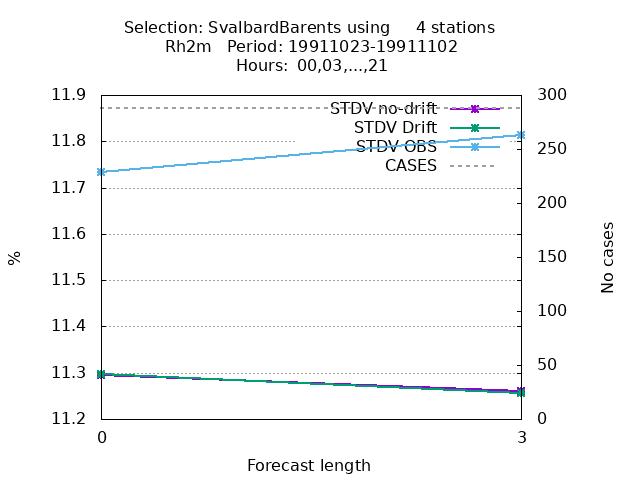 Selection: SvalbardBarents using     4 stations
Rh2m   Period: 19911023-19911102
Hours: 00,03,...,21
11.9
11.8
11.7
11.6
11.5
11.4
11.3
11.2
300
250
200
150
100
50
0
STDV no-drift
STDV Drift
STDV OBS
CASES
%
No cases
0
3
Forecast length